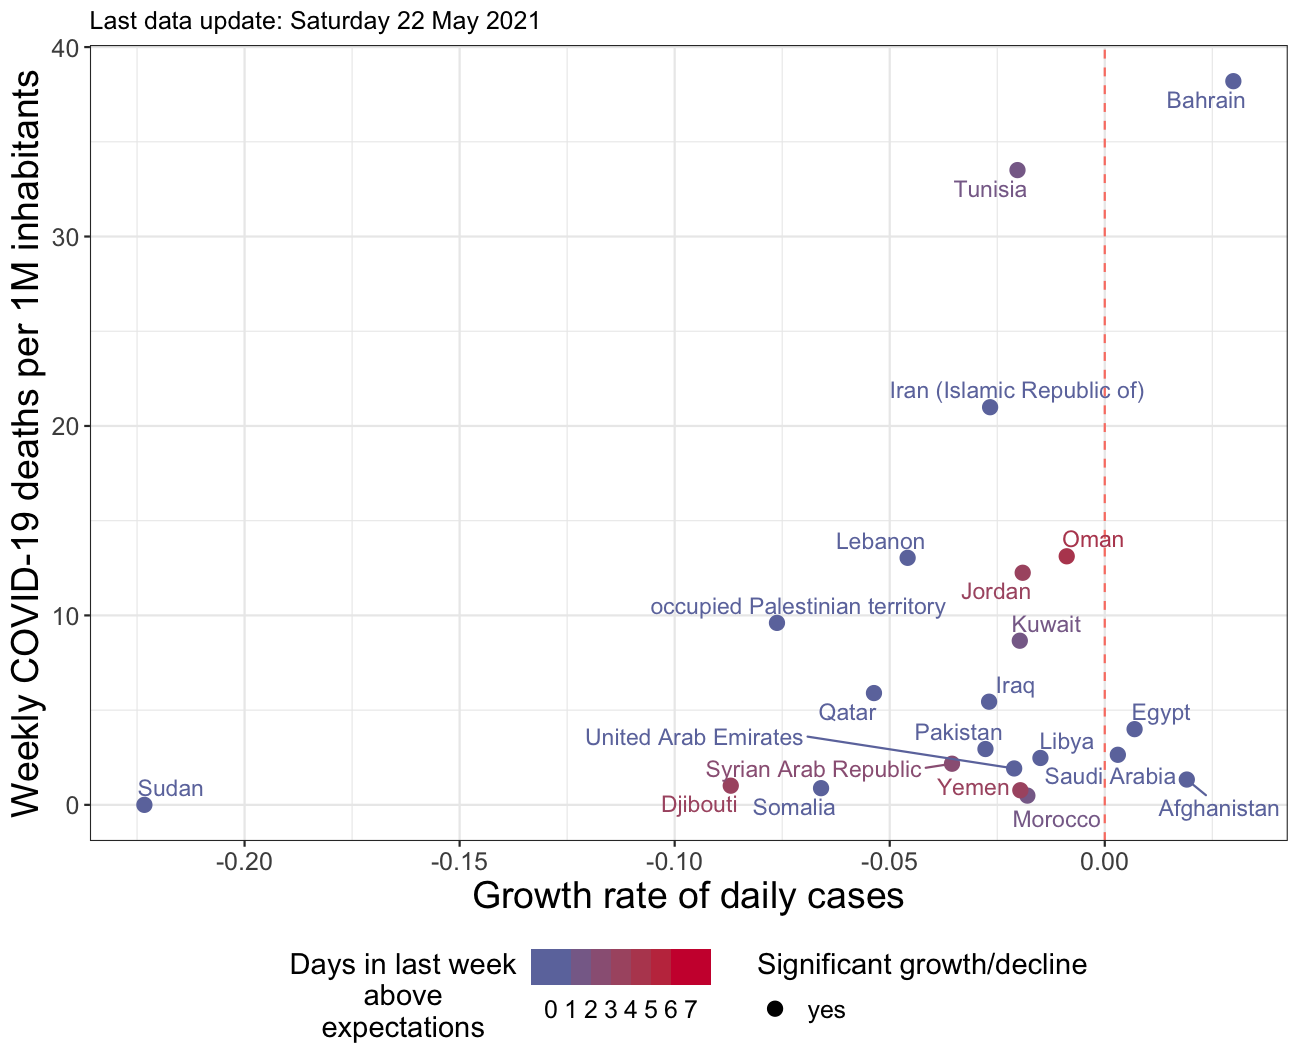 Last data update: Saturday 22 May 2021
Weekly COVID-19 deaths per 1M inhabitants
40
30
20
10
0
Bahrain
Tunisia
Iran (Islamic Republic of)
Oman
Lebanon
Jordan
occupied Palestinian territory
Kuwait
Iraq
Qatar
Egypt
Pakistan
United Arab Emirates
Libya
Syrian Arab Republic
Saudi Arabia
Sudan
Yemen
Djibouti
Somalia
Afghanistan
Morocco
-0.20 -0.15 -0.10 -0.05 0.00
Growth rate of daily cases
Days in last week
above
expectations
0 1 2 3 4 5 6 7
Significant growth/decline
yes